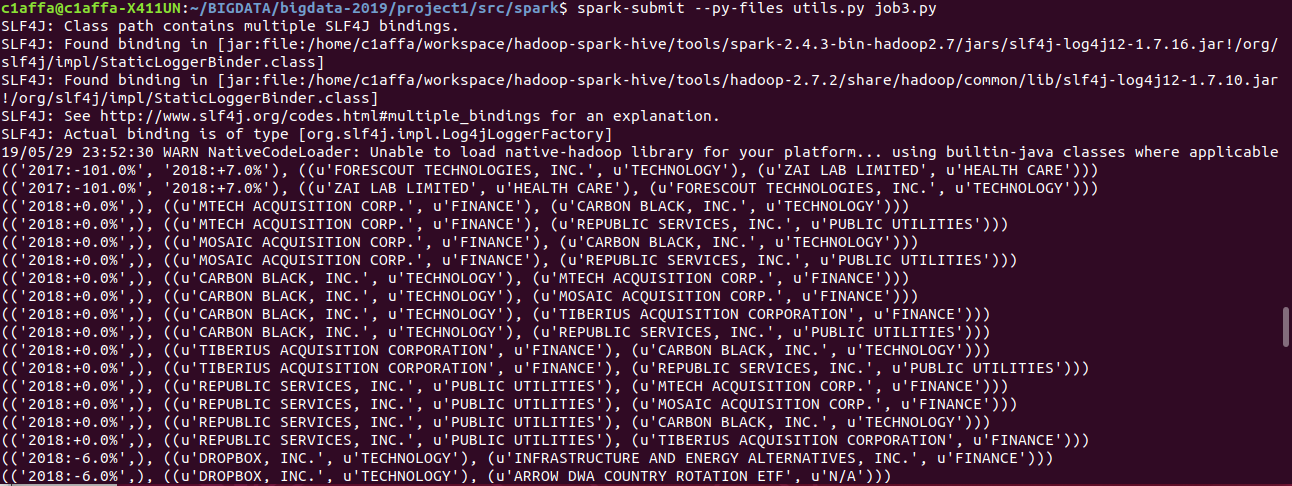 c1affa@c1affa-X411UN:~/BIGDATA/bigdata-2019/project1/src/spark$ spark-submit --py-files utils.py job3.py
SLF4J: Class path contains multiple SLF4J bindings.
SLF4J: Found binding in [jar:file:/home/c1affa/workspace/hadoop-spark-hive/tools/spark-2.4.3-bin-hadoop2.7/jars/slf4j-log4j12-1.7.16.jar!/org/
slf4j/impl/StaticLoggerBinder.class]
SLF4J: Found binding in [jar:file:/home/c1affa/workspace/hadoop-spark-hive/tools/hadoop-2.7.2/share/hadoop/common/lib/slf4j-log4j12-1.7.10.jar
!/org/slf4j/impl/StaticLoggerBinder.class]
SLF4J: See http://www.slf4j.org/codes.html#multiple_bindings for an explanation.
SLF4J: Actual binding is of type [org.slf4j.impl.Log4jLoggerFactory]
19/05/29 23:52:30 WARN NativeCodeLoader: Unable to load native-hadoop library for your platform... using builtin-java classes where applicable
(('2017:-101.0%', '2018:+7.0%'), ((u'FORESCOUT TECHNOLOGIES, INC.', u'TECHNOLOGY'), (u'ZAI LAB LIMITED', u'HEALTH CARE')))
(('2017:-101.0%', '2018:+7.0%'), ((u'ZAI LAB LIMITED', u'HEALTH CARE'), (u'FORESCOUT TECHNOLOGIES, INC.', u'TECHNOLOGY')))
(('2018:+0.0%',), ((u'MTECH ACQUISITION CORP.', u'FINANCE'), (u'CARBON BLACK, INC.', u'TECHNOLOGY')))
(('2018:+0.0%',), ((u'MTECH ACQUISITION CORP.', u'FINANCE'), (u'REPUBLIC SERVICES, INC.', u'PUBLIC UTILITIES')))
(('2018:+0.0%',), ((u'MOSAIC ACQUISITION CORP.', u'FINANCE'), (u'CARBON BLACK, INC.', u'TECHNOLOGY')))
(('2018:+0.0%',), ((u'MOSAIC ACQUISITION CORP.', u'FINANCE'), (u'REPUBLIC SERVICES, INC.', u'PUBLIC UTILITIES')))
(('2018:+0.0%',), ((u'CARBON BLACK, INC.', u'TECHNOLOGY'), (u'MTECH ACQUISITION CORP.', u'FINANCE')))
(('2018:+0.0%',), ((u'CARBON BLACK, INC.', u'TECHNOLOGY'), (u'MOSAIC ACQUISITION CORP.', u'FINANCE')))
(('2018:+0.0%',), ((u'CARBON BLACK, INC.', u'TECHNOLOGY'), (u'TIBERIUS ACQUISITION CORPORATION', u'FINANCE')))
(('2018:+0.0%',), ((u'CARBON BLACK, INC.', u'TECHNOLOGY'), (u'REPUBLIC SERVICES, INC.', u'PUBLIC UTILITIES')))
(('2018:+0.0%',), ((u'TIBERIUS ACQUISITION CORPORATION', u'FINANCE'), (u'CARBON BLACK, INC.', u'TECHNOLOGY')))
(('2018:+0.0%',), ((u'TIBERIUS ACQUISITION CORPORATION', u'FINANCE'), (u'REPUBLIC SERVICES, INC.', u'PUBLIC UTILITIES')))
(('2018:+0.0%',), ((u'REPUBLIC SERVICES, INC.', u'PUBLIC UTILITIES'), (u'MTECH ACQUISITION CORP.', u'FINANCE')))
(('2018:+0.0%',), ((u'REPUBLIC SERVICES, INC.', u'PUBLIC UTILITIES'), (u'MOSAIC ACQUISITION CORP.', u'FINANCE')))
(('2018:+0.0%',), ((u'REPUBLIC SERVICES, INC.', u'PUBLIC UTILITIES'), (u'CARBON BLACK, INC.', u'TECHNOLOGY')))
(('2018:+0.0%',), ((u'REPUBLIC SERVICES, INC.', u'PUBLIC UTILITIES'), (u'TIBERIUS ACQUISITION CORPORATION', u'FINANCE')))
(('2018:-6.0%',), ((u'DROPBOX, INC.', u'TECHNOLOGY'), (u'INFRASTRUCTURE AND ENERGY ALTERNATIVES, INC.', u'FINANCE')))
(('2018:-6.0%',), ((u'DROPBOX, INC.', u'TECHNOLOGY'), (u'ARROW DWA COUNTRY ROTATION ETF', u'N/A')))